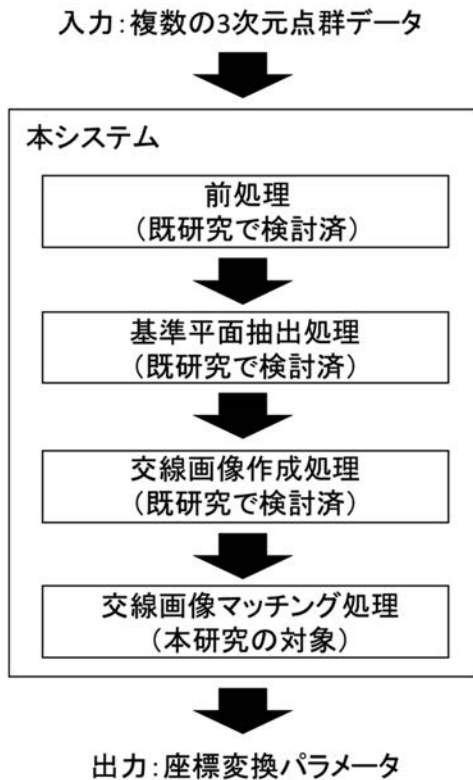 入力：複数の3次元点群データ
本システム
前処理
（既研究で検討済）
基準平面抽出処理
（既研究で検討済）
交線画像作成処理
（既研究で検討済）
交線画像マッチング処理
（本研究の対象）
出力：座標変換パラメータ